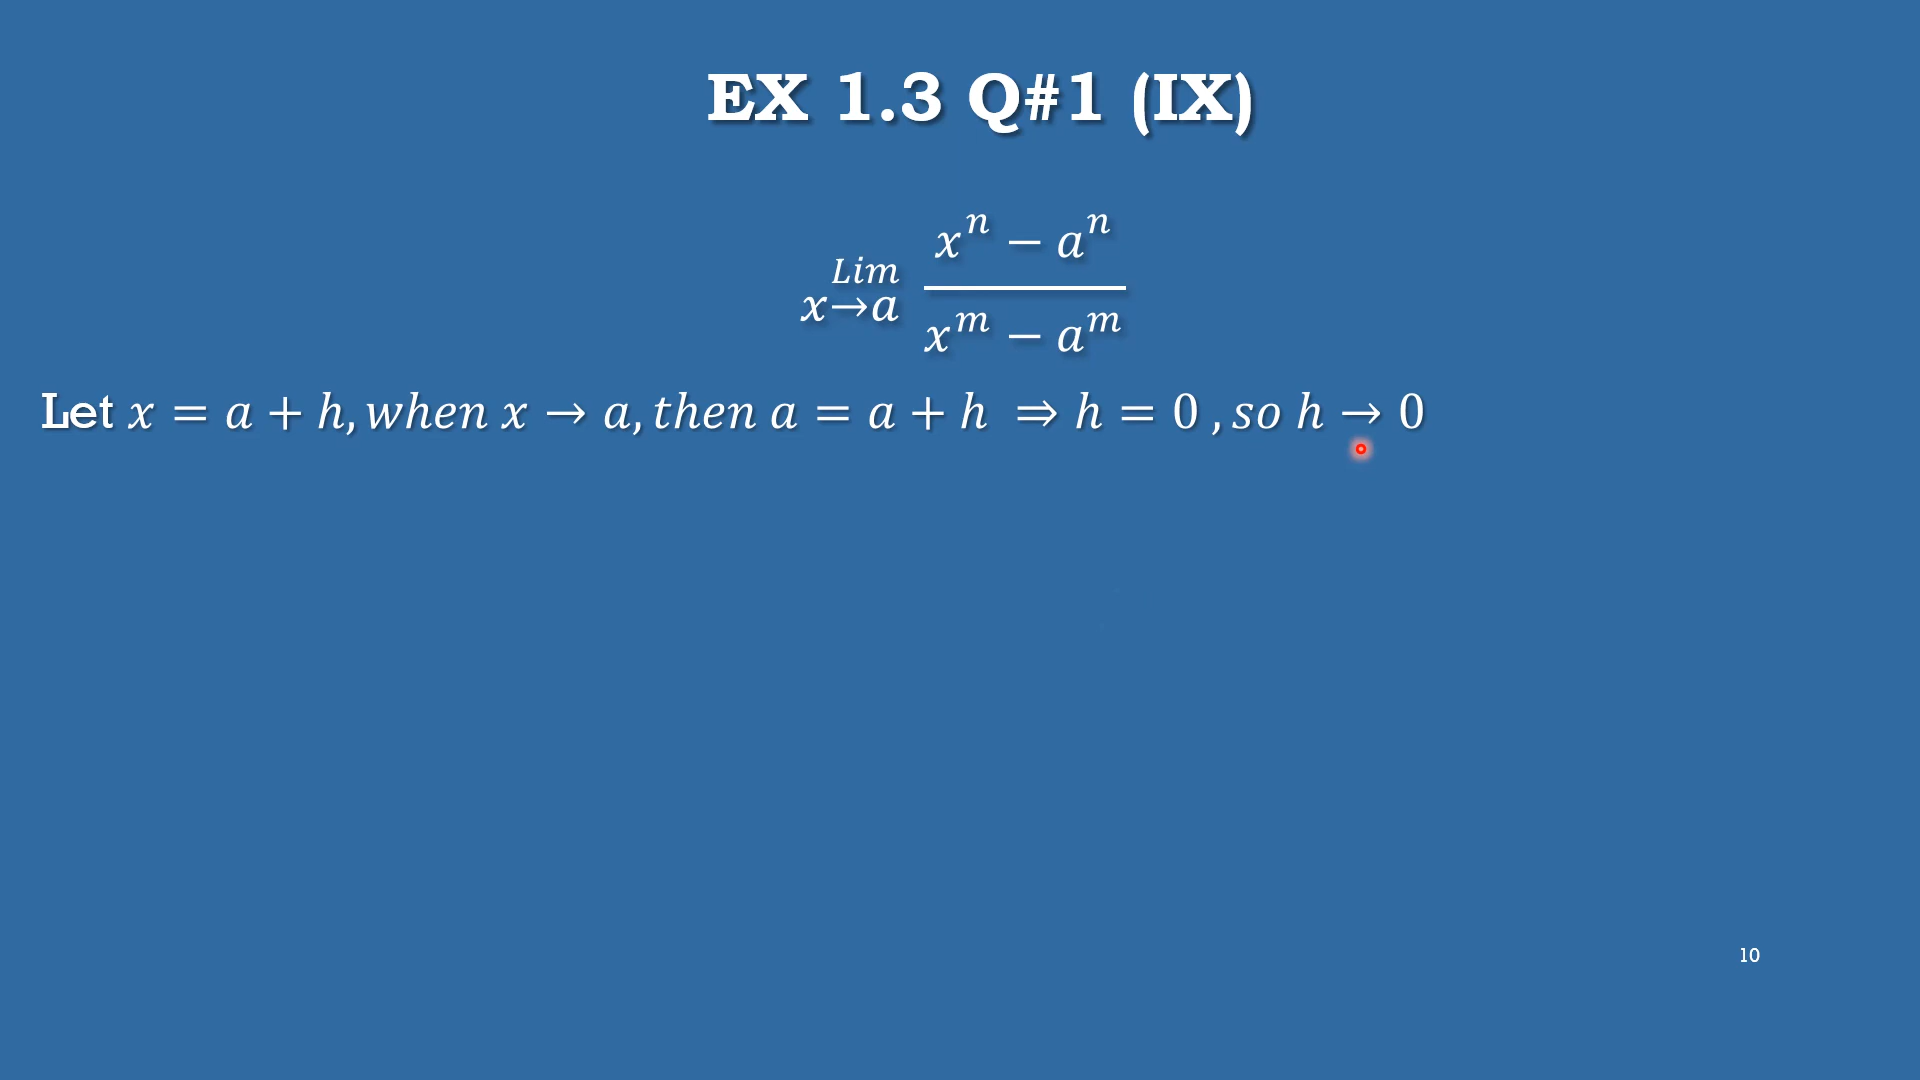 EX 1.3 Q#1 (IX)
Lim x→a (xⁿ − aⁿ)/(xᵐ − aᵐ)
Let x = a + h, when x → a, then a = a + h ⇒ h = 0 , so h → 0
10